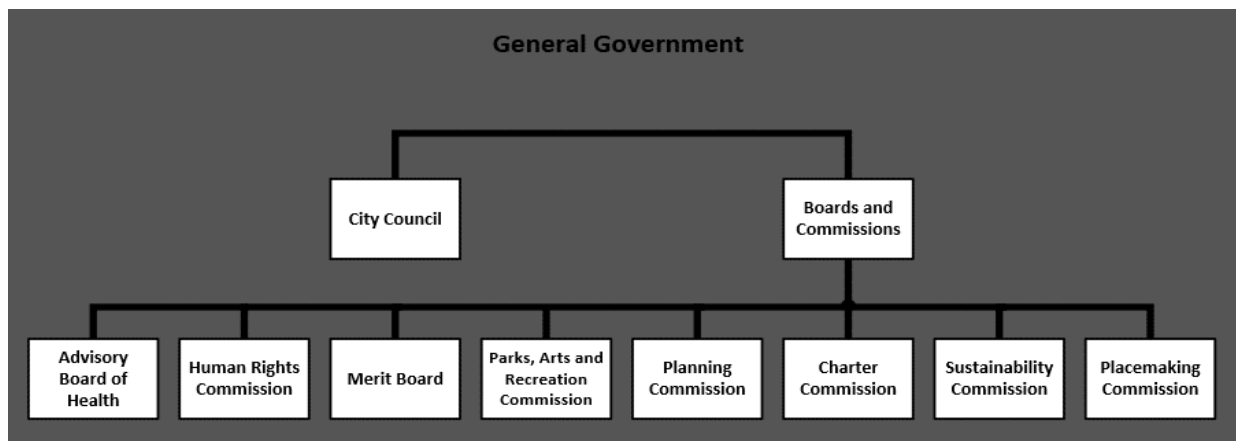 General Government
City Council
Boards and
Commissions
Advisory
Board of
Health
Human Rights
Commission
Merit Board
Parks, Arts and
Recreation
Commission
Planning
Commission
Charter
Commission
Sustainability
Commission
Placemaking
Commission